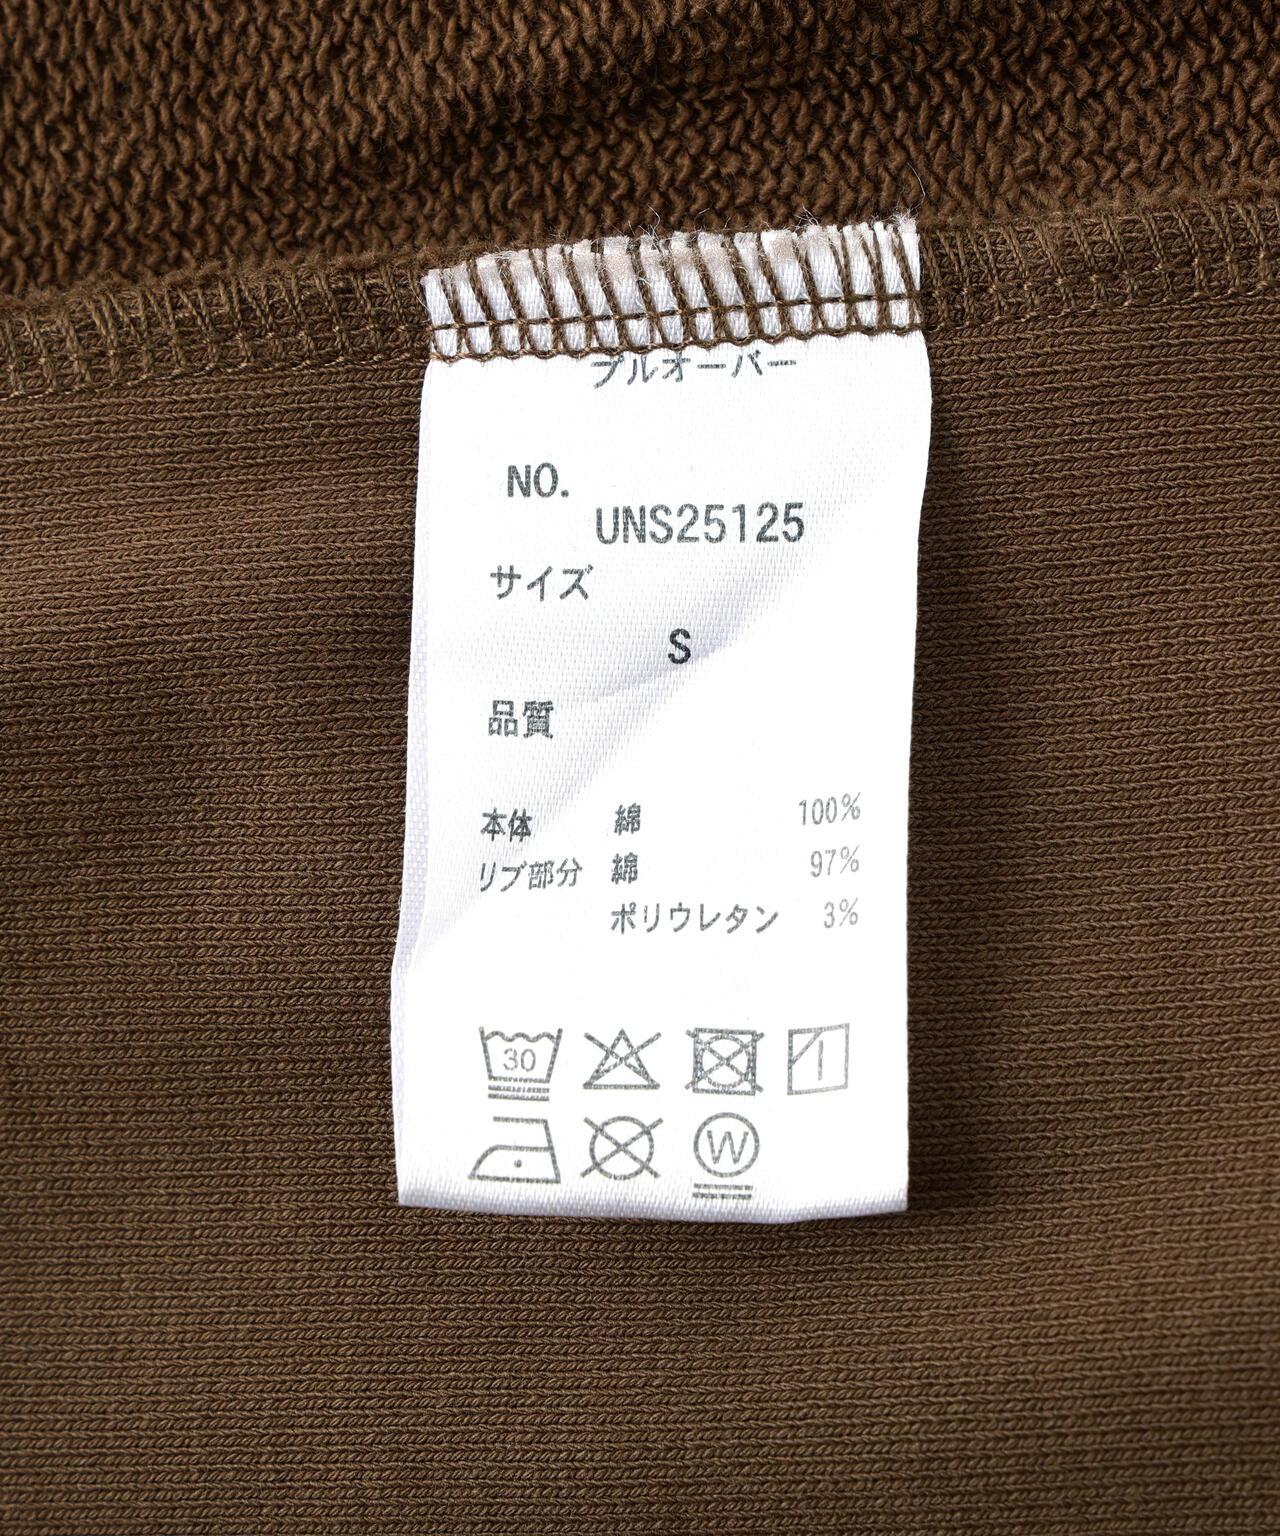 プルオーバー
NO.
UNS25125
サイズ
S
品質
本体 綿 100%
リブ部分 綿 97%
ポリウレタン 3%
30
W